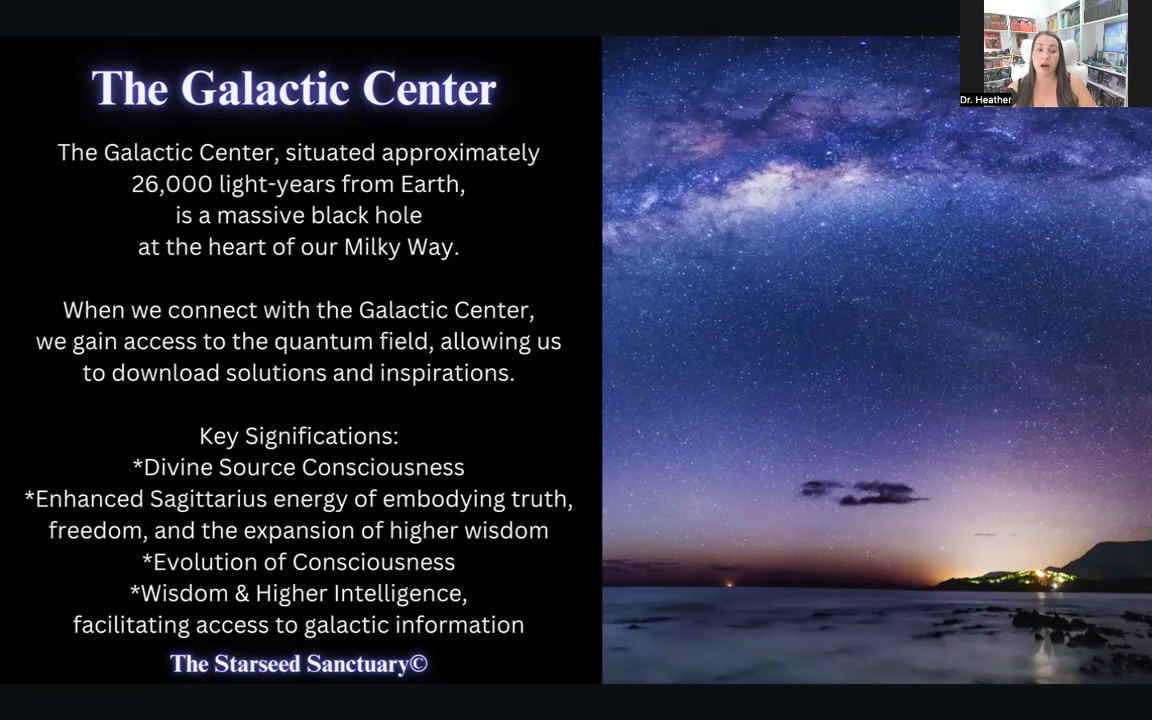 The Galactic Center
The Galactic Center, situated approximately
26,000 light-years from Earth,
is a massive black hole
at the heart of our Milky Way.
When we connect with the Galactic Center,
we gain access to the quantum field, allowing us
to download solutions and inspirations.
Key Significations:
*Divine Source Consciousness
*Enhanced Sagittarius energy of embodying truth,
freedom, and the expansion of higher wisdom
*Evolution of Consciousness
*Wisdom & Higher Intelligence,
facilitating access to galactic information
The Starseed Sanctuary©
Dr. Heather